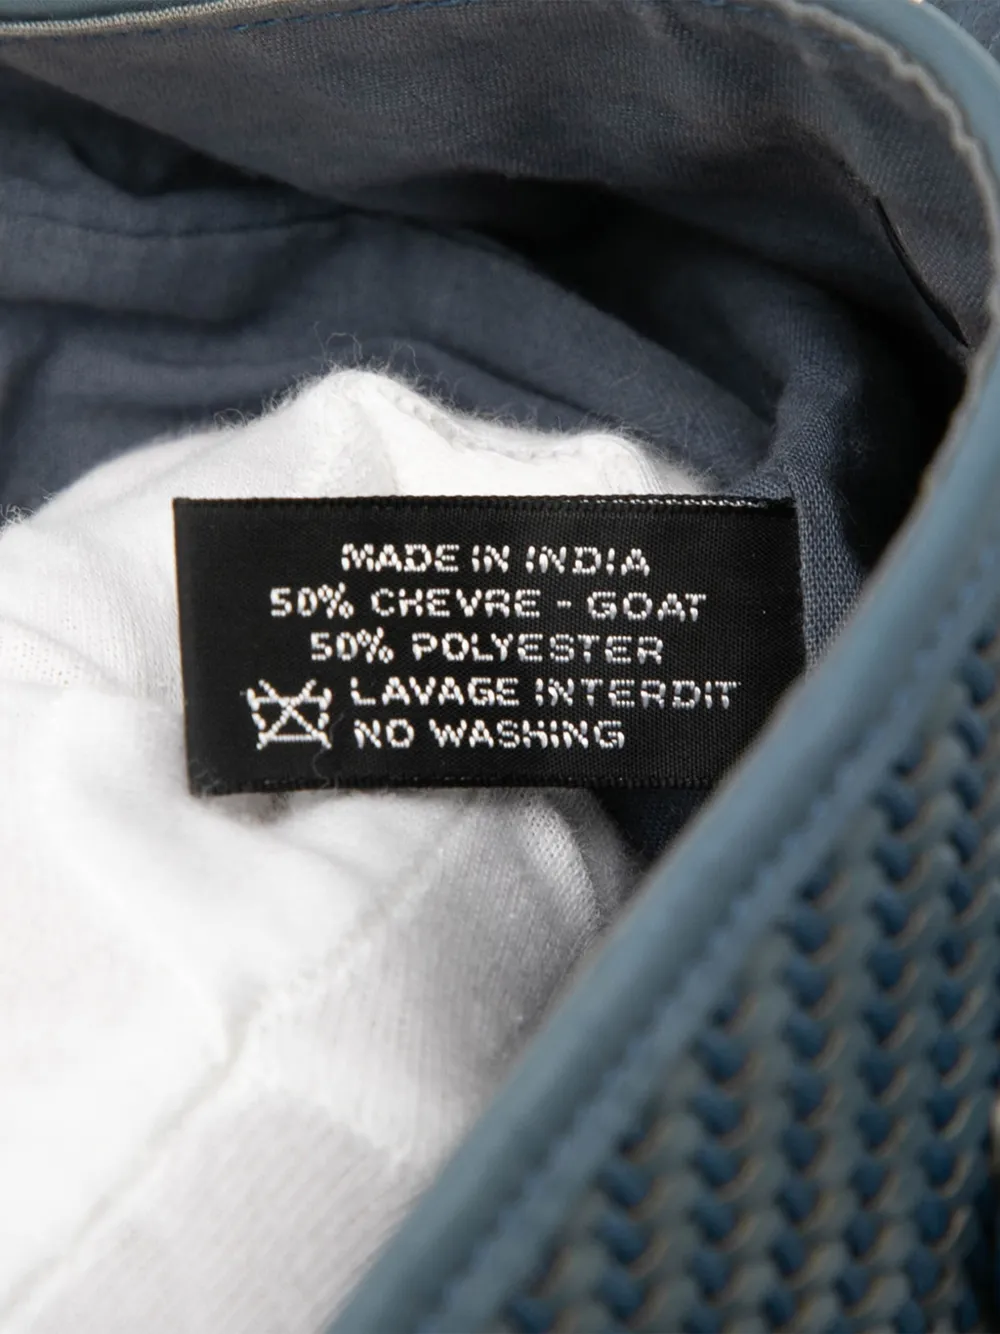 MADE IN INDIA
50% CHEVRE - GOAT
50% POLYESTER
LAVAGE INTERDIT
NO WASHING